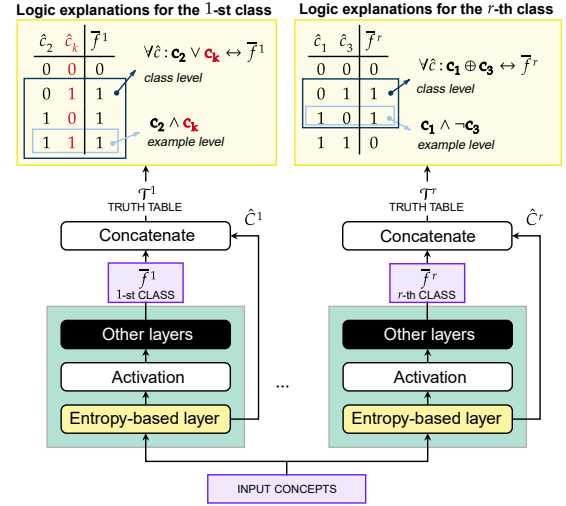 Logic explanations for the 1-st class
ĉ₂ ĉₖ f̅¹
0 0 0
0 1 1
1 0 1
1 1 1
∀ĉ : c₂ ∨ cₖ ↔ f̅¹
class level
c₂ ∧ cₖ
example level
𝒯¹
TRUTH TABLE
Ĉ¹
Concatenate
f̅¹
1-st CLASS
Other layers
Activation
Entropy-based layer
...
Logic explanations for the r-th class
ĉ₁ ĉ₃ f̅ʳ
0 0 0
0 1 1
1 0 1
1 1 0
∀ĉ : c₁ ⊕ c₃ ↔ f̅ʳ
class level
c₁ ∧ ¬c₃
example level
𝒯ʳ
TRUTH TABLE
Ĉʳ
Concatenate
f̅ʳ
r-th CLASS
Other layers
Activation
Entropy-based layer
INPUT CONCEPTS